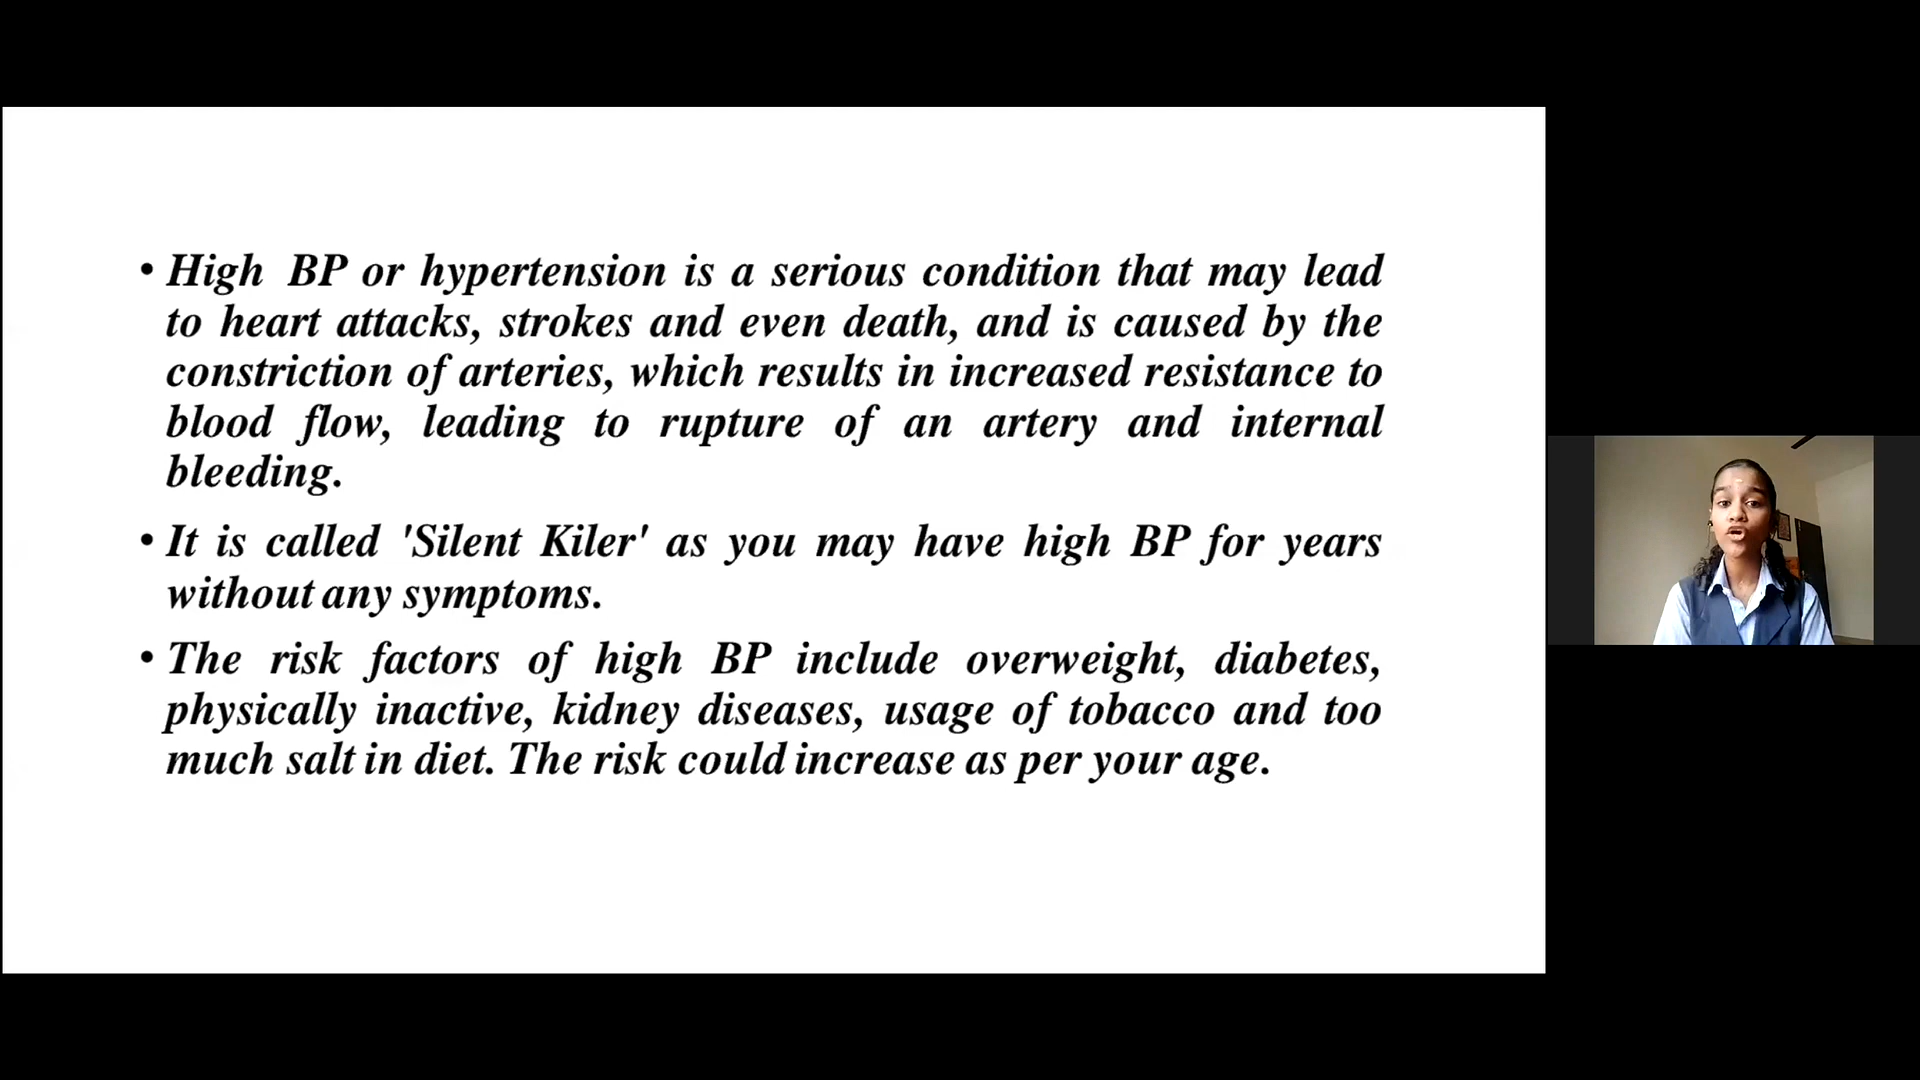 • High BP or hypertension is a serious condition that may lead
to heart attacks, strokes and even death, and is caused by the
constriction of arteries, which results in increased resistance to
blood flow, leading to rupture of an artery and internal
bleeding.
• It is called 'Silent Kiler' as you may have high BP for years
without any symptoms.
• The risk factors of high BP include overweight, diabetes,
physically inactive, kidney diseases, usage of tobacco and too
much salt in diet. The risk could increase as per your age.